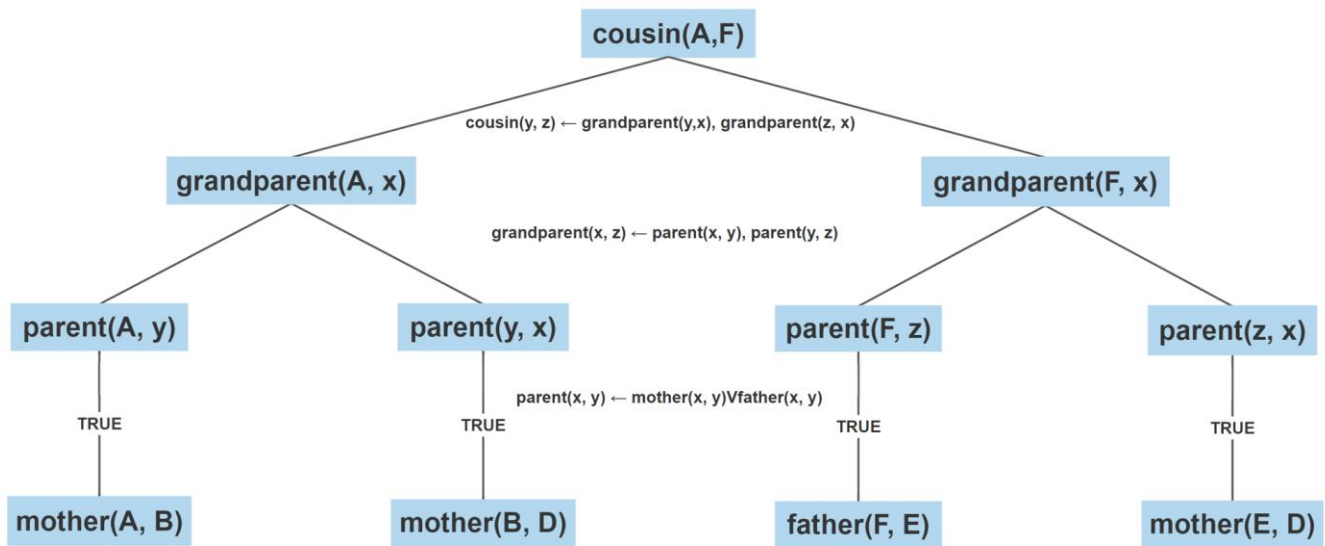 cousin(A,F)
cousin(y, z) ← grandparent(y,x), grandparent(z, x)
grandparent(A, x)
grandparent(F, x)
grandparent(x, z) ← parent(x, y), parent(y, z)
parent(A, y)
parent(y, x)
parent(F, z)
parent(z, x)
parent(x, y) ← mother(x, y)Vfather(x, y)
TRUE
TRUE
TRUE
TRUE
mother(A, B)
mother(B, D)
father(F, E)
mother(E, D)